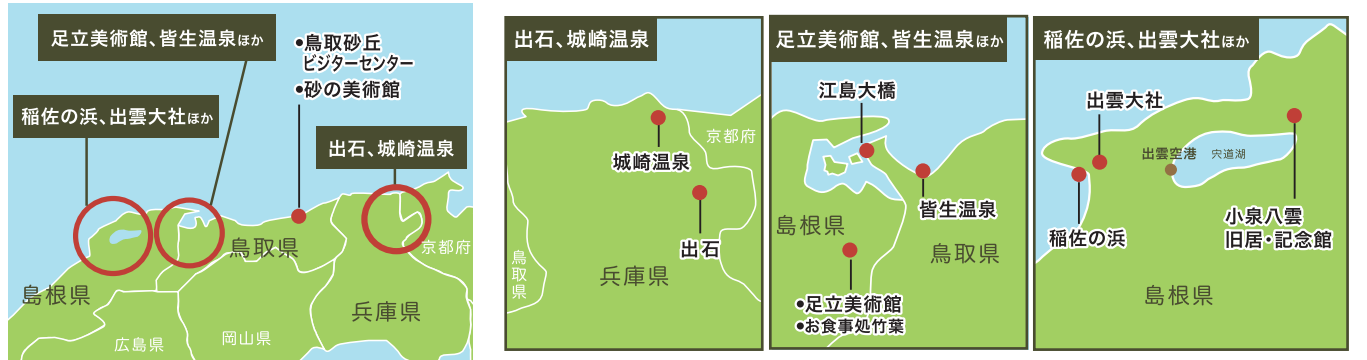 足立美術館、皆生温泉ほか
稲佐の浜、出雲大社ほか
•鳥取砂丘
ビジターセンター
•砂の美術館
出石、城崎温泉
鳥取県
京都府
島根県
兵庫県
広島県
岡山県
出石、城崎温泉
京都府
城崎温泉
出石
鳥取県
兵庫県
足立美術館、皆生温泉ほか
江島大橋
皆生温泉
島根県
鳥取県
•足立美術館
•お食事処竹葉
稲佐の浜、出雲大社ほか
出雲大社
出雲空港
宍道湖
稲佐の浜
小泉八雲
旧居・記念館
島根県